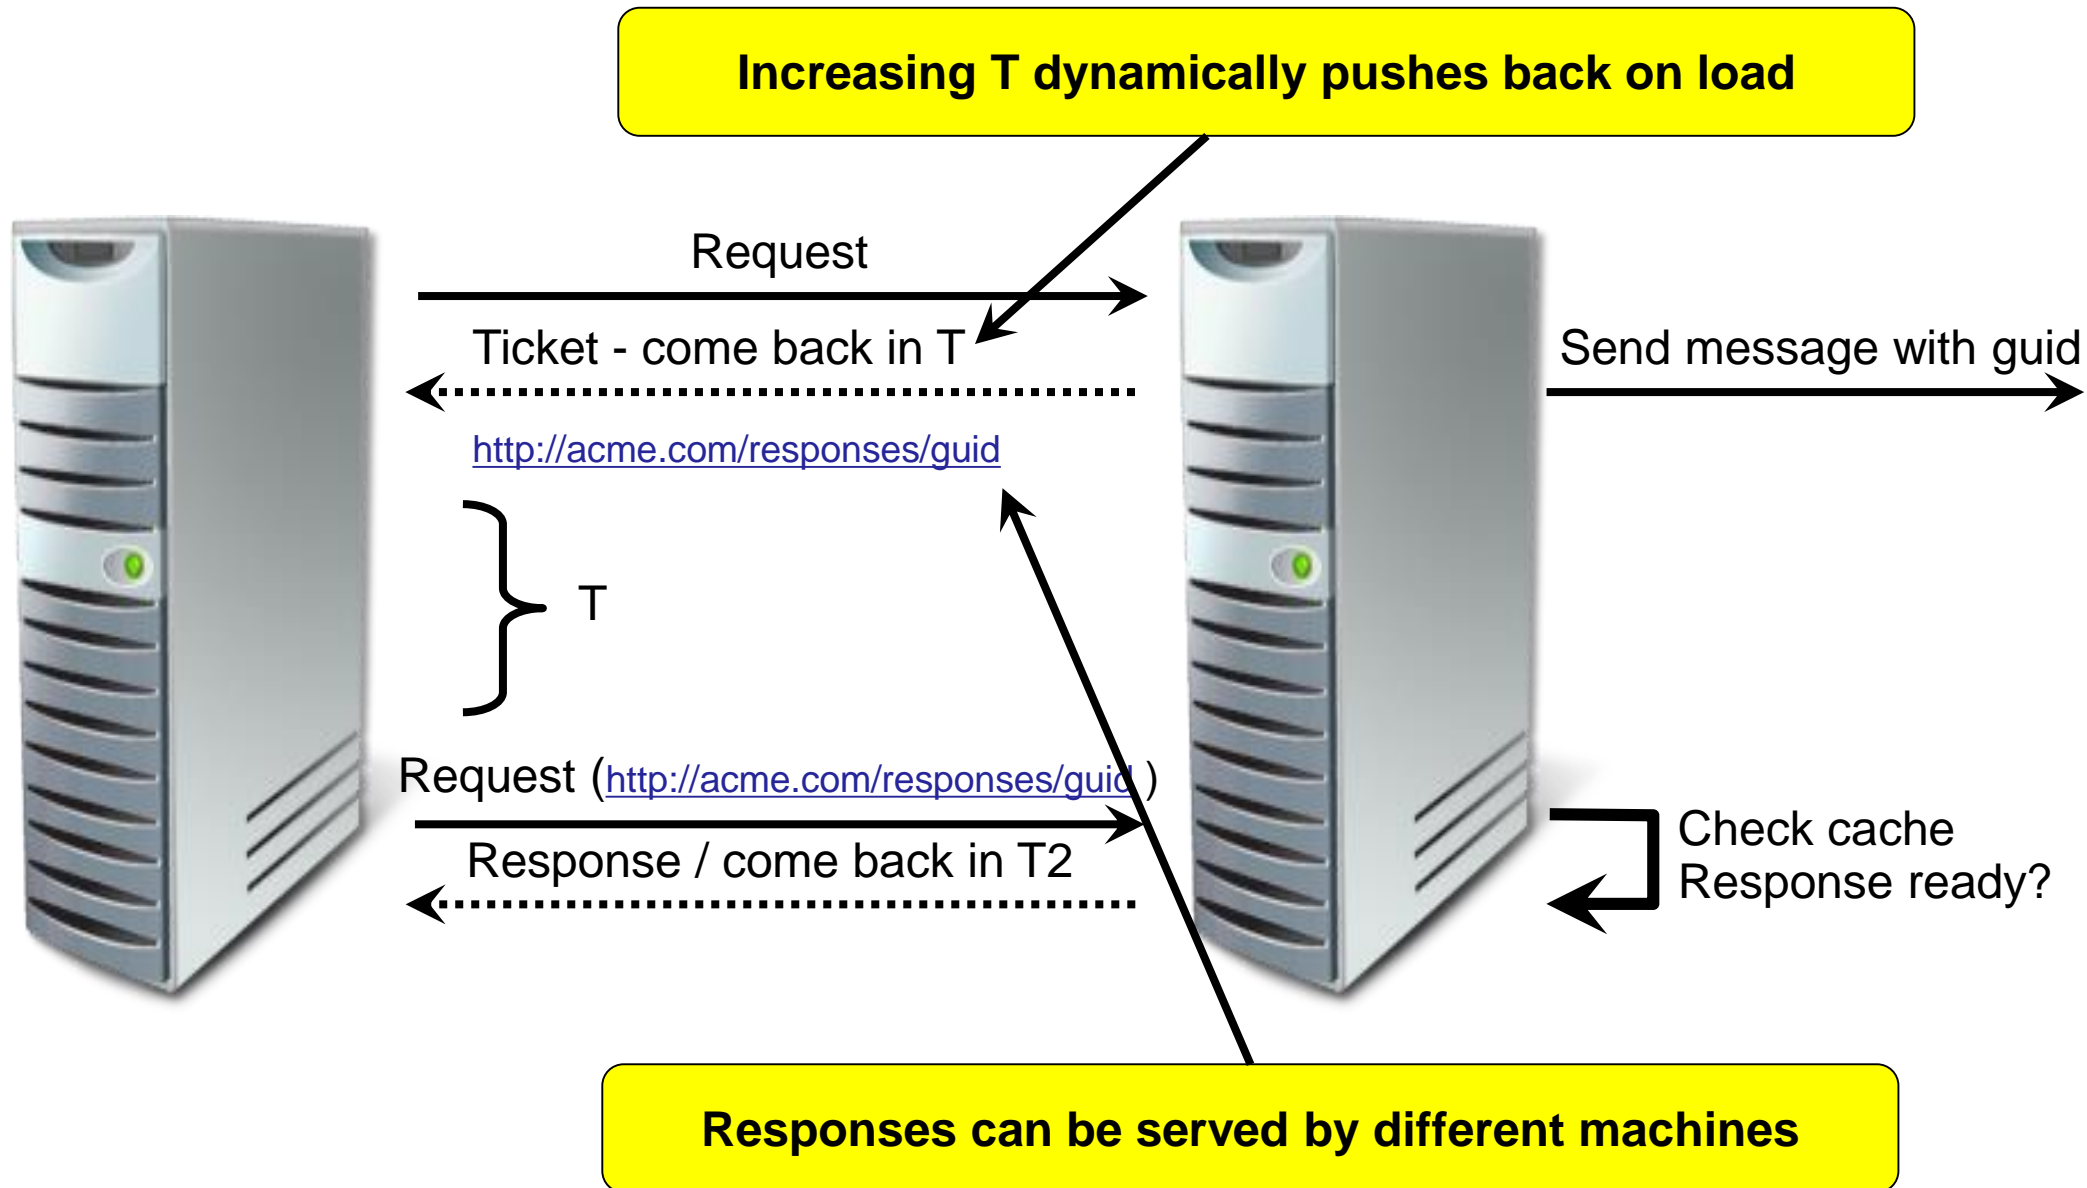 Increasing T dynamically pushes back on load
Request
Ticket - come back in T
Send message with guid
http://acme.com/responses/guid
T
Request (http://acme.com/responses/guid )
Response / come back in T2
Check cache
Response ready?
Responses can be served by different machines